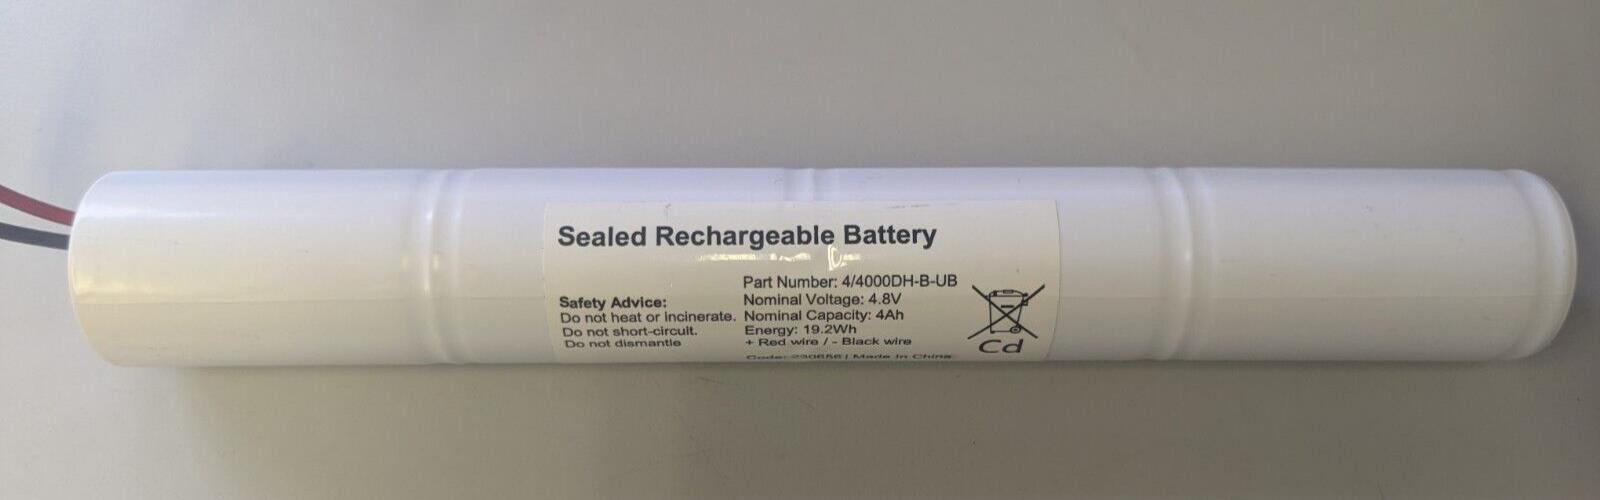 Sealed Rechargeable Battery
Safety Advice:
Do not heat or incinerate.
Do not short-circuit.
Do not dismantle
Part Number: 4/4000DH-B-UB
Nominal Voltage: 4.8V
Nominal Capacity: 4Ah
Energy: 19.2Wh
+ Red wire / - Black wire
Code: 230656 | Made In China
Cd